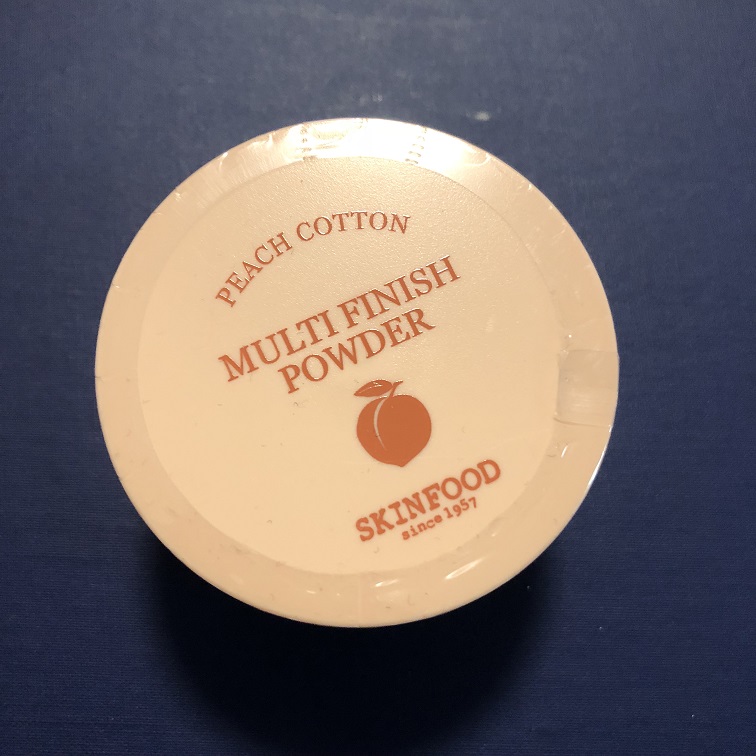 PEACH COTTON
MULTI FINISH
POWDER
SKINFOOD
since 1957